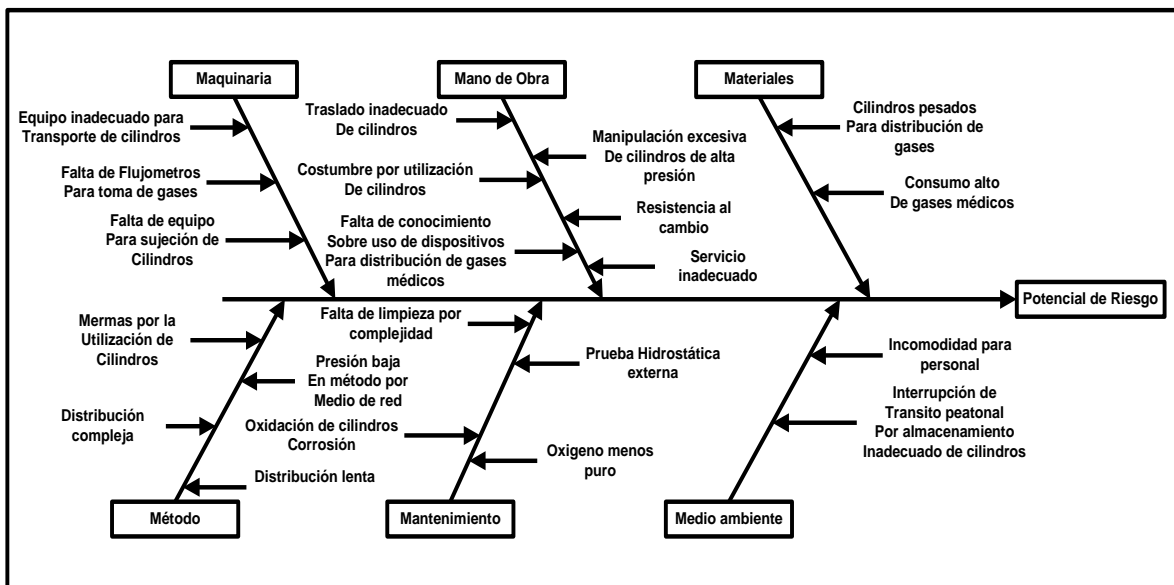 Maquinaria
Mano de Obra
Materiales
Equipo inadecuado para
Transporte de cilindros
Falta de Flujometros
Para toma de gases
Falta de equipo
Para sujeción de
Cilindros
Traslado inadecuado
De cilindros
Costumbre por utilización
De cilindros
Falta de conocimiento
Sobre uso de dispositivos
Para distribución de gases
médicos
Manipulación excesiva
De cilindros de alta
presión
Resistencia al
cambio
Servicio
inadecuado
Cilindros pesados
Para distribución de
gases
Consumo alto
De gases médicos
Potencial de Riesgo
Mermas por la
Utilización de
Cilindros
Presión baja
En método por
Medio de red
Distribución
compleja
Distribución lenta
Falta de limpieza por
complejidad
Prueba Hidrostática
externa
Oxidación de cilindros
Corrosión
Oxigeno menos
puro
Incomodidad para
personal
Interrupción de
Transito peatonal
Por almacenamiento
Inadecuado de cilindros
Método
Mantenimiento
Medio ambiente